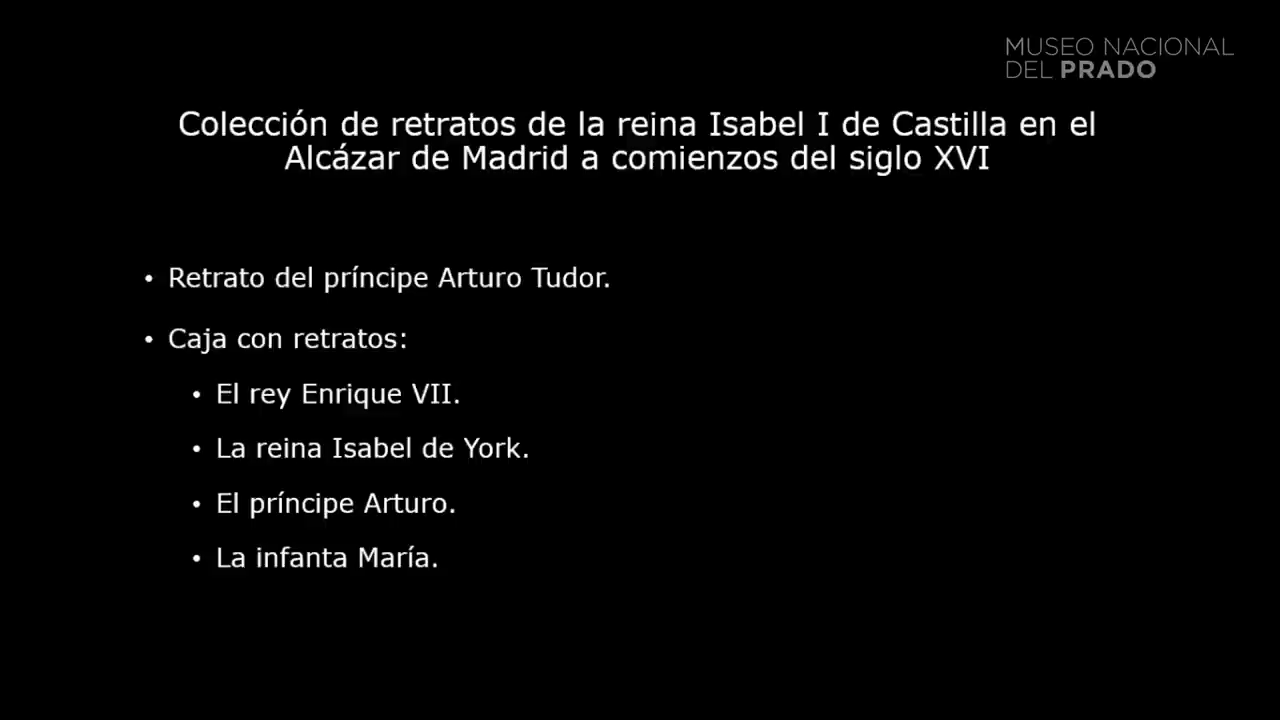 MUSEO NACIONAL
DEL PRADO
Colección de retratos de la reina Isabel I de Castilla en el
Alcázar de Madrid a comienzos del siglo XVI
• Retrato del príncipe Arturo Tudor.
• Caja con retratos:
• El rey Enrique VII.
• La reina Isabel de York.
• El príncipe Arturo.
• La infanta María.